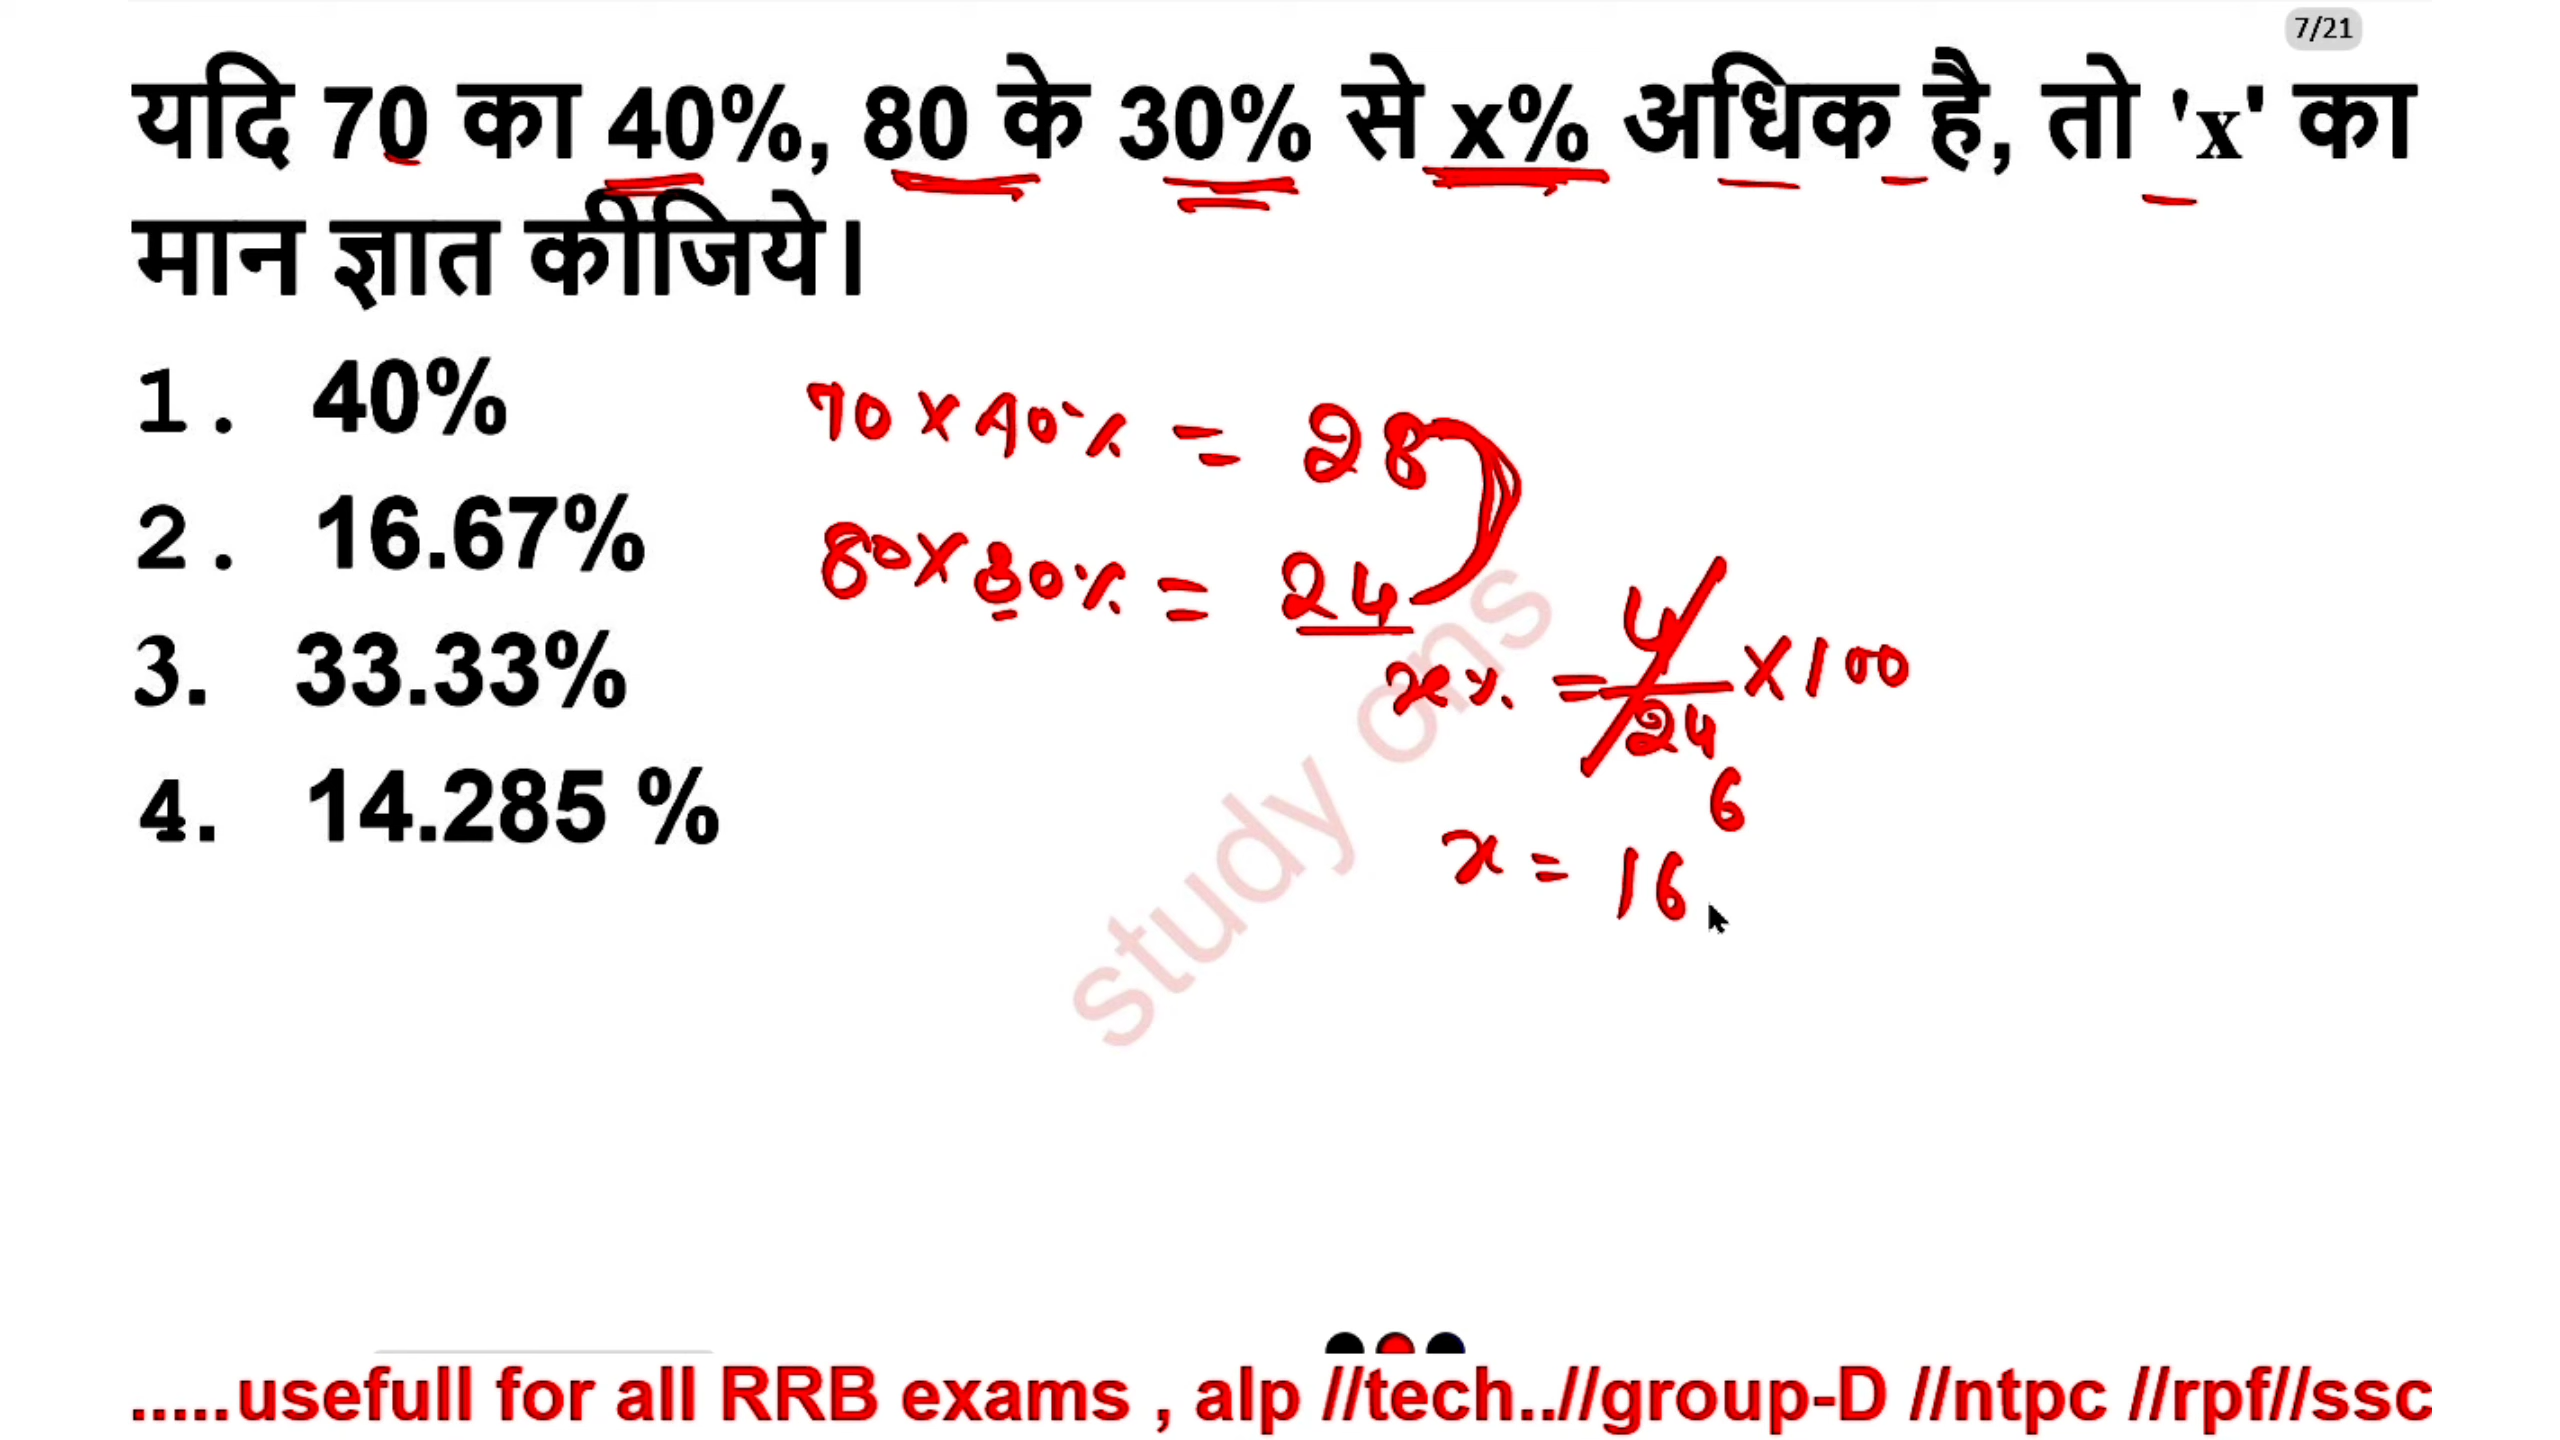 7/21
यदि 70 का 40%, 80 के 30% से x% अधिक है, तो 'x' का
मान ज्ञात कीजिये।
1. 40%
2. 16.67%
3. 33.33%
4. 14.285 %
70 x 40% = 28
80 x 30% = 24
x% = 4/24 x 100
6
x = 16.
study ons
.....usefull for all RRB exams , alp //tech..//group-D //ntpc //rpf//ssc